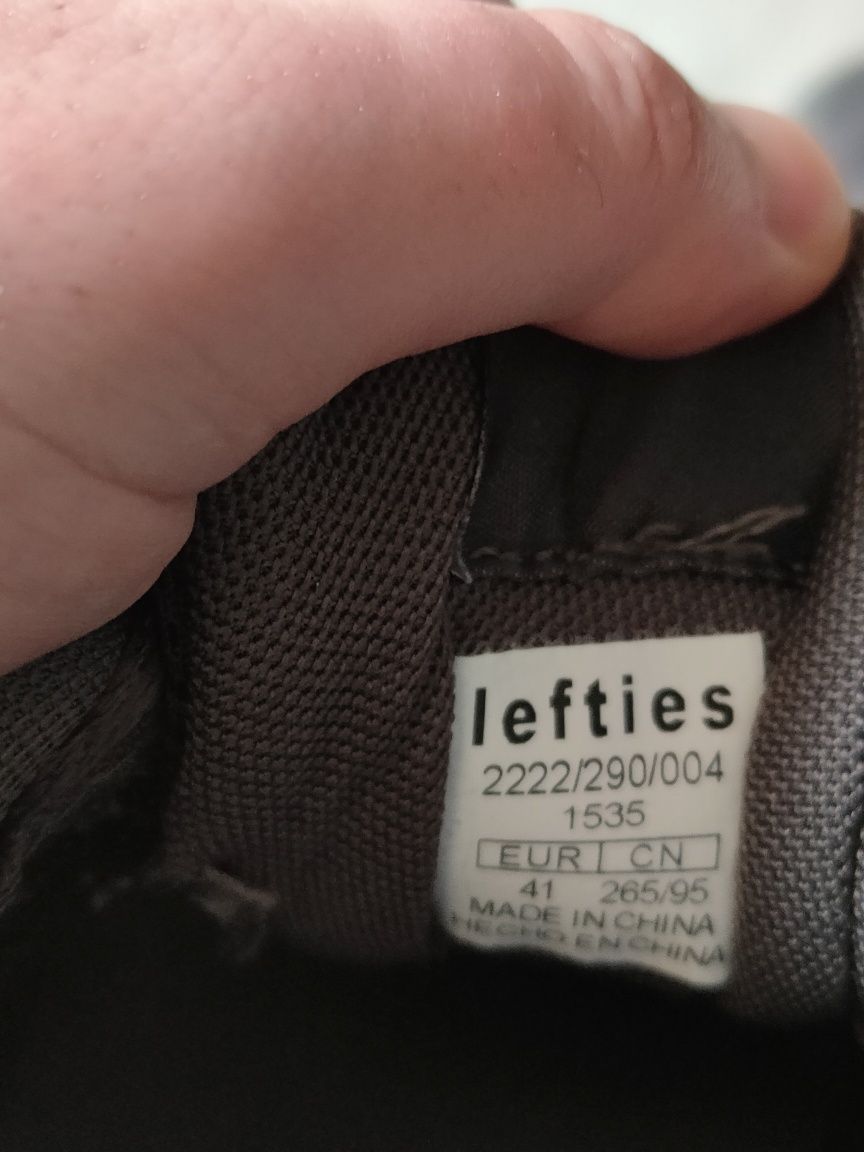 lefties
2222/290/004
1535
EUR CN
41 265/95
MADE IN CHINA
HECHO EN CHINA